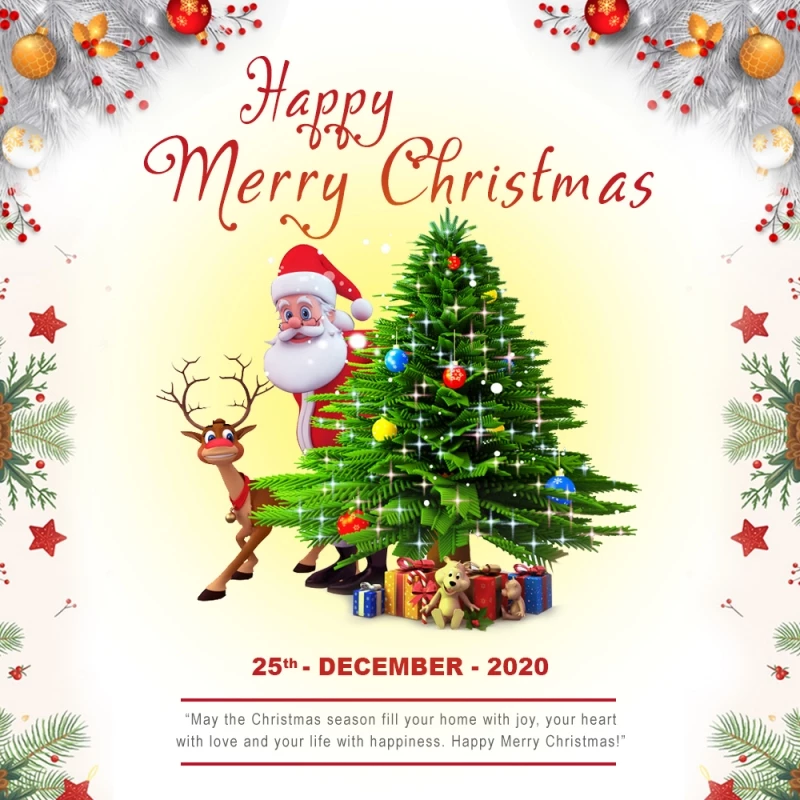 Happy
Merry Christmas
25th - DECEMBER - 2020
“May the Christmas season fill your home with joy, your heart
with love and your life with happiness. Happy Merry Christmas!”